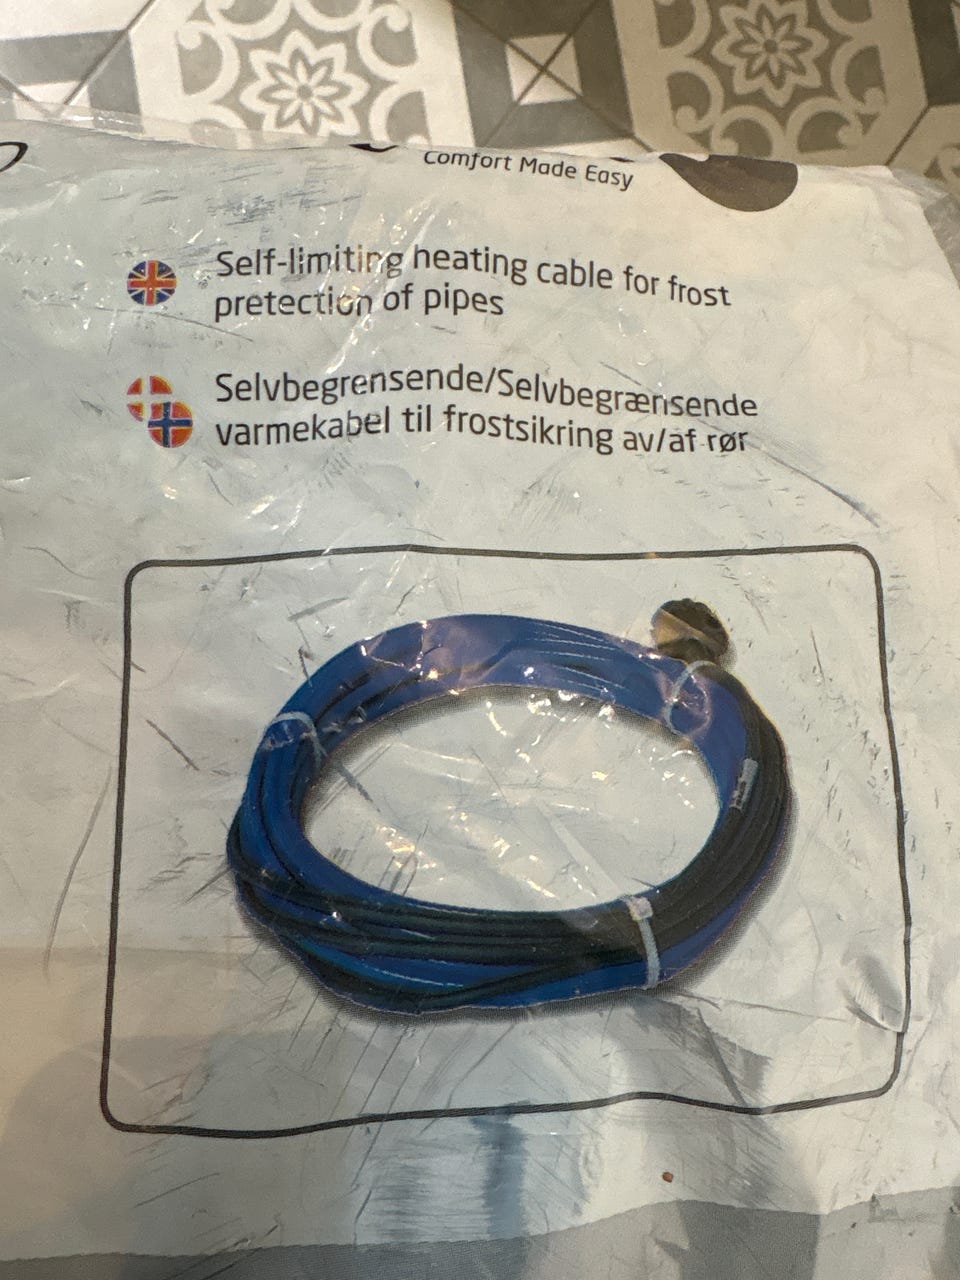 Comfort Made Easy
Self-limiting heating cable for frost
pretection of pipes
Selvbegrensende/Selvbegrænsende
varmekabel til frostsikring av/af rør